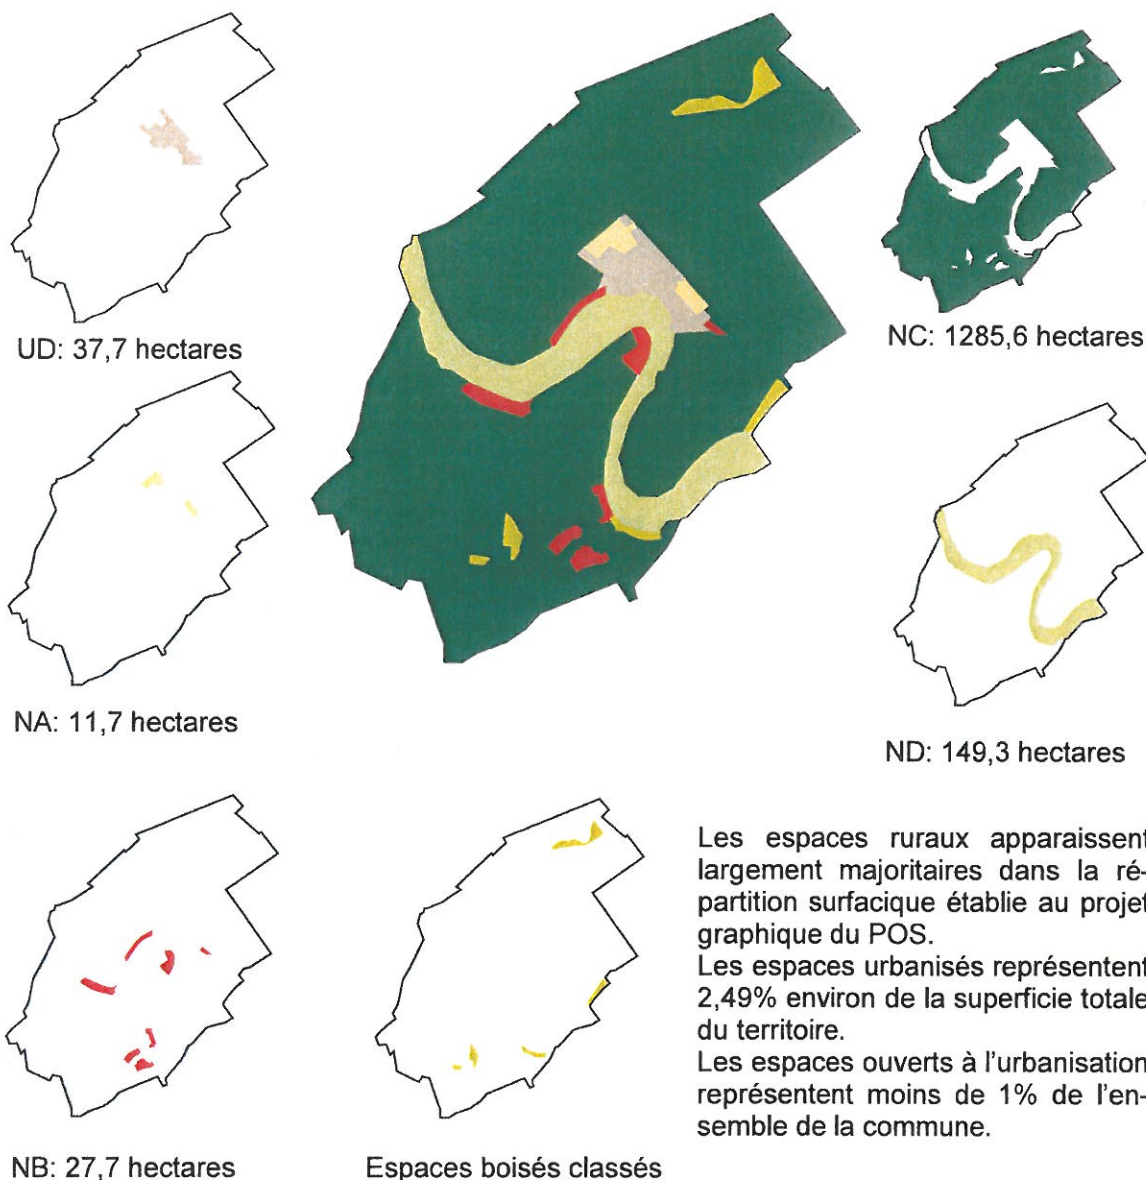 UD: 37,7 hectares
NC: 1285,6 hectares
NA: 11,7 hectares
ND: 149,3 hectares
Les espaces ruraux apparaissent
largement majoritaires dans la ré-
partition surfacique établie au projet
graphique du POS.
Les espaces urbanisés représentent
2,49% environ de la superficie totale
du territoire.
Les espaces ouverts à l'urbanisation
représentent moins de 1% de l'en-
semble de la commune.
NB: 27,7 hectares
Espaces boisés classés